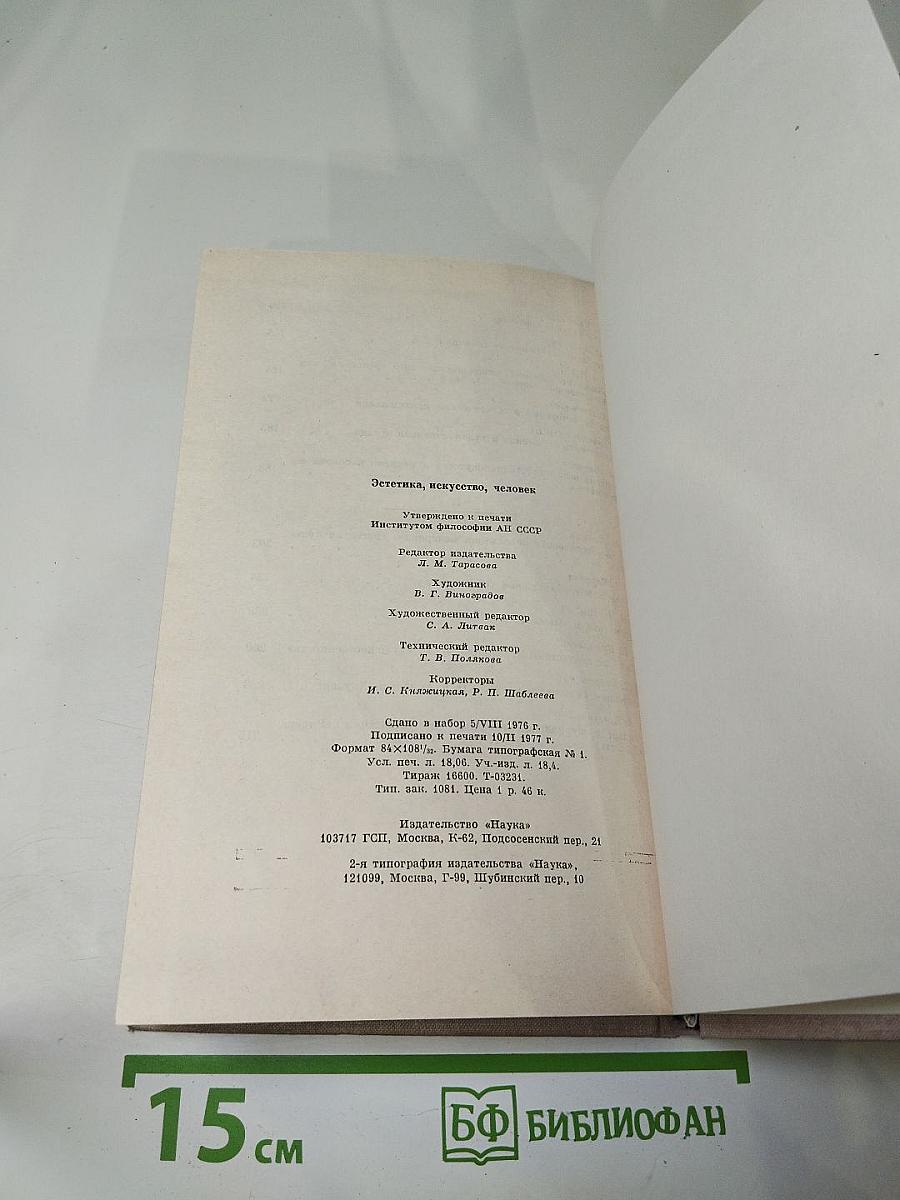 Эстетика, искусство, человек
Утверждено к печати
Институтом философии АН СССР
Редактор издательства
Л. М. Тарасова
Художник
В. Г. Виноградов
Художественный редактор
С. А. Литвак
Технический редактор
Т. В. Полякова
Корректоры
И. С. Княжицкая, Р. П. Шаблеева
Сдано в набор 5/VIII 1976 г.
Подписано к печати 10/II 1977 г.
Формат 84×108¹/₃₂. Бумага типографская № 1.
Усл. печ. л. 18,06. Уч.-изд. л. 18,4.
Тираж 16600. Т-03231.
Тип. зак. 1081. Цена 1 р. 46 к.
Издательство «Наука»
103717 ГСП, Москва, К-62, Подсосенский пер., 21
2-я типография издательства «Наука»,
121099, Москва, Г-99, Шубинский пер., 10
15 см
БФ БИБЛИОФАН